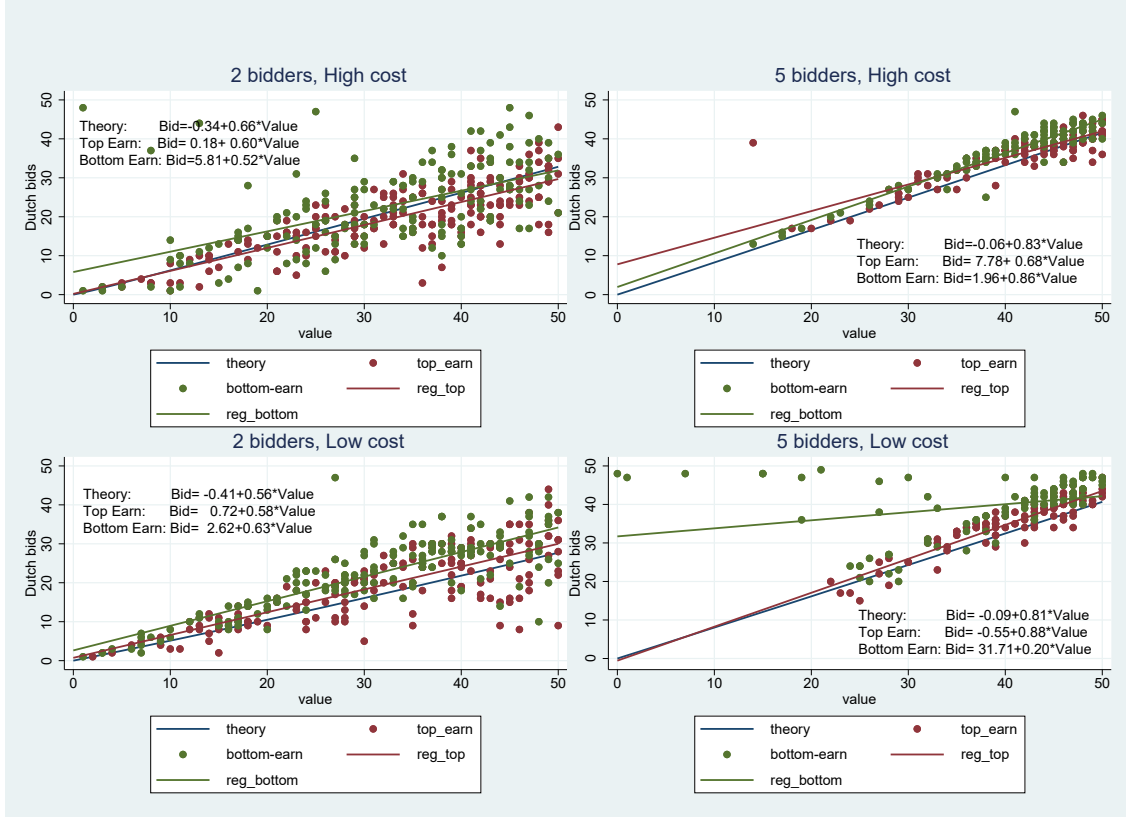 2 bidders, High cost
Dutch bids
50
40
30
20
10
0
Theory: Bid=-0.34+0.66*Value
Top Earn: Bid= 0.18+ 0.60*Value
Bottom Earn: Bid=5.81+0.52*Value
0 10 20 30 40 50
value
theory top_earn
bottom-earn reg_top
reg_bottom
5 bidders, High cost
Dutch bids
50
40
30
20
10
0
Theory: Bid=-0.06+0.83*Value
Top Earn: Bid= 7.78+ 0.68*Value
Bottom Earn: Bid=1.96+0.86*Value
0 10 20 30 40 50
value
theory top_earn
bottom-earn reg_top
reg_bottom
2 bidders, Low cost
Dutch bids
50
40
30
20
10
0
Theory: Bid= -0.41+0.56*Value
Top Earn: Bid= 0.72+0.58*Value
Bottom Earn: Bid= 2.62+0.63*Value
0 10 20 30 40 50
value
theory top_earn
bottom-earn reg_top
reg_bottom
5 bidders, Low cost
Dutch bids
50
40
30
20
10
0
Theory: Bid= -0.09+0.81*Value
Top Earn: Bid= -0.55+0.88*Value
Bottom Earn: Bid= 31.71+0.20*Value
0 10 20 30 40 50
value
theory top_earn
bottom-earn reg_top
reg_bottom